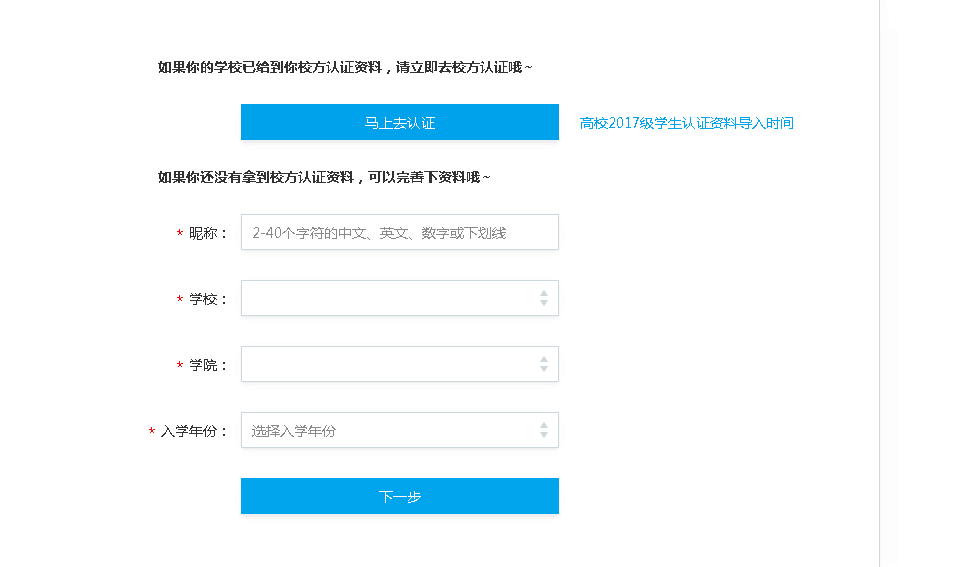 如果你的学校已给到你校方认证资料，请立即去校方认证哦~
马上去认证 高校2017级学生认证资料导入时间
如果你还没有拿到校方认证资料，可以完善下资料哦~
* 昵称： 2-40个字符的中文、英文、数字或下划线
* 学校：
* 学院：
* 入学年份： 选择入学年份
下一步